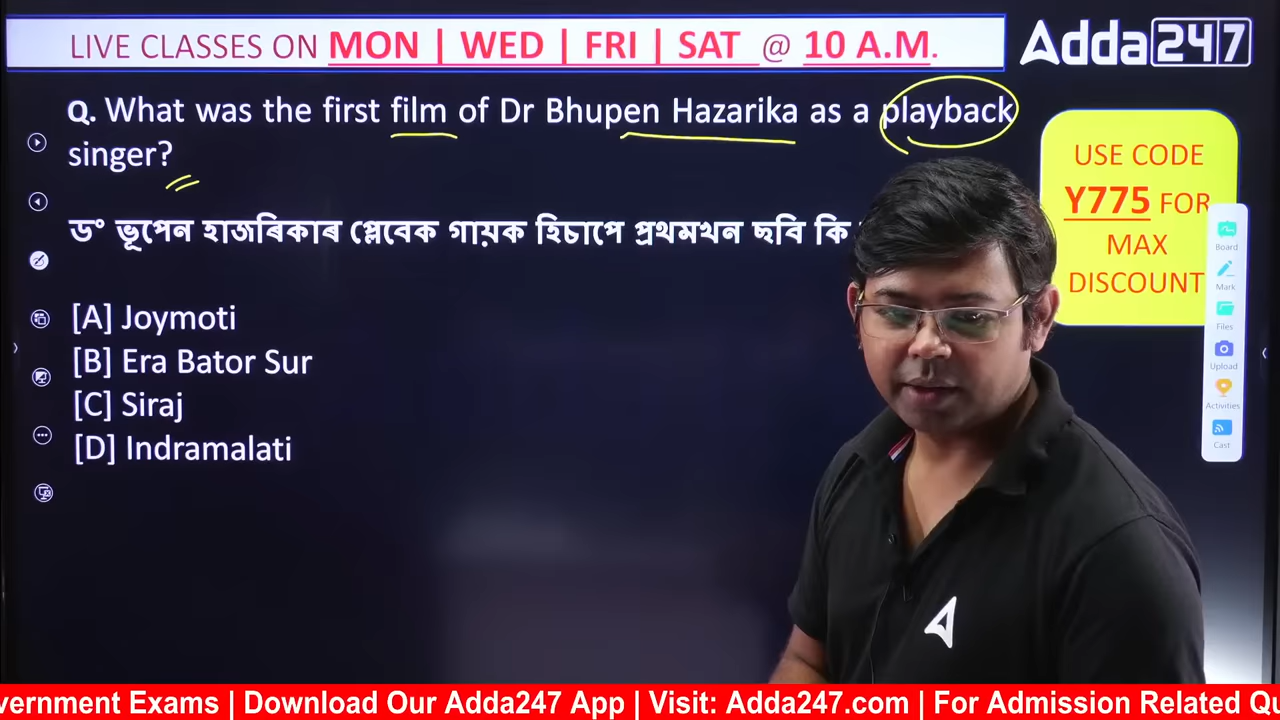 LIVE CLASSES ON MON | WED | FRI | SAT @ 10 A.M.
Adda247
Q. What was the first film of Dr Bhupen Hazarika as a playback
singer?
ড° ভূপেন হাজৰিকাৰ প্লেবেক গায়ক হিচাপে প্ৰথমখন ছবি কি
[A] Joymoti
[B] Era Bator Sur
[C] Siraj
[D] Indramalati
USE CODE
Y775 FOR
MAX
DISCOUNT
Board
Mark
Files
Upload
Activities
Cast
vernment Exams | Download Our Adda247 App | Visit: Adda247.com | For Admission Related Qu